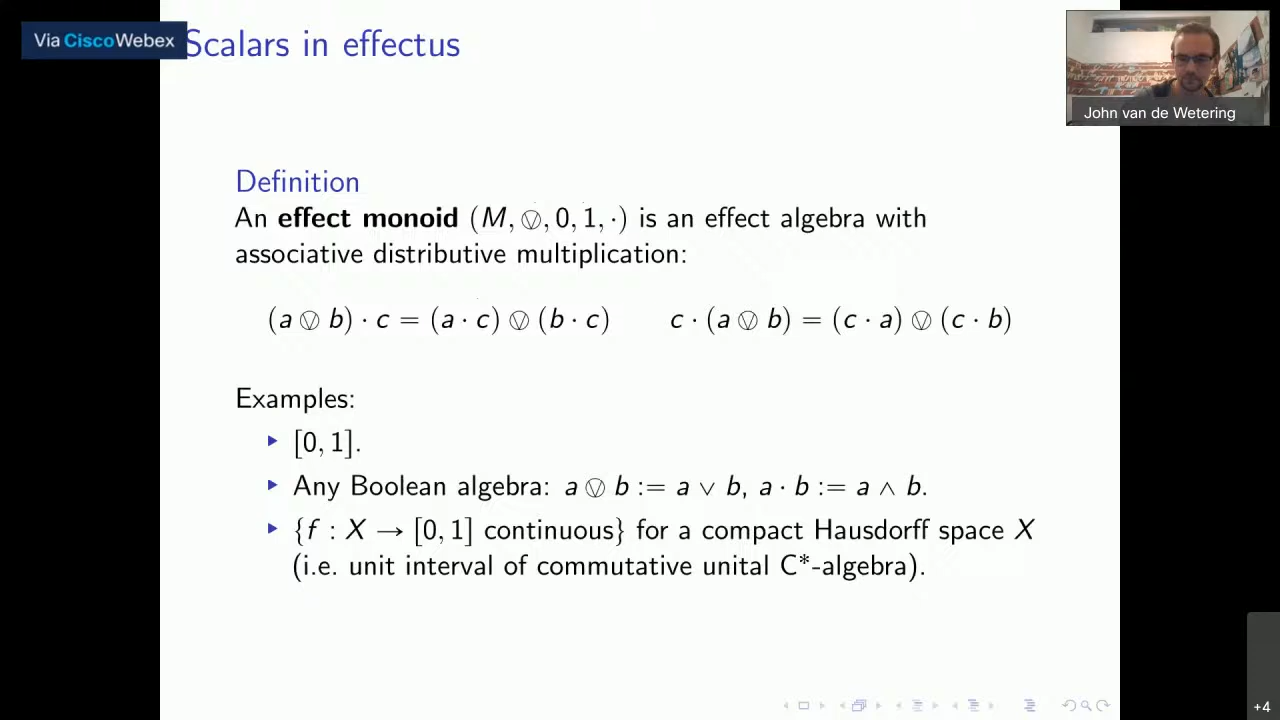 Via Cisco Webex
Scalars in effectus
John van de Wetering
Definition
An effect monoid (M, ⦸, 0, 1, ·) is an effect algebra with
associative distributive multiplication:
(a ⦸ b) · c = (a · c) ⦸ (b · c)    c · (a ⦸ b) = (c · a) ⦸ (c · b)
Examples:
▶ [0, 1].
▶ Any Boolean algebra: a ⦸ b := a ∨ b, a · b := a ∧ b.
▶ {f : X → [0, 1] continuous} for a compact Hausdorff space X
(i.e. unit interval of commutative unital C*-algebra).
+4